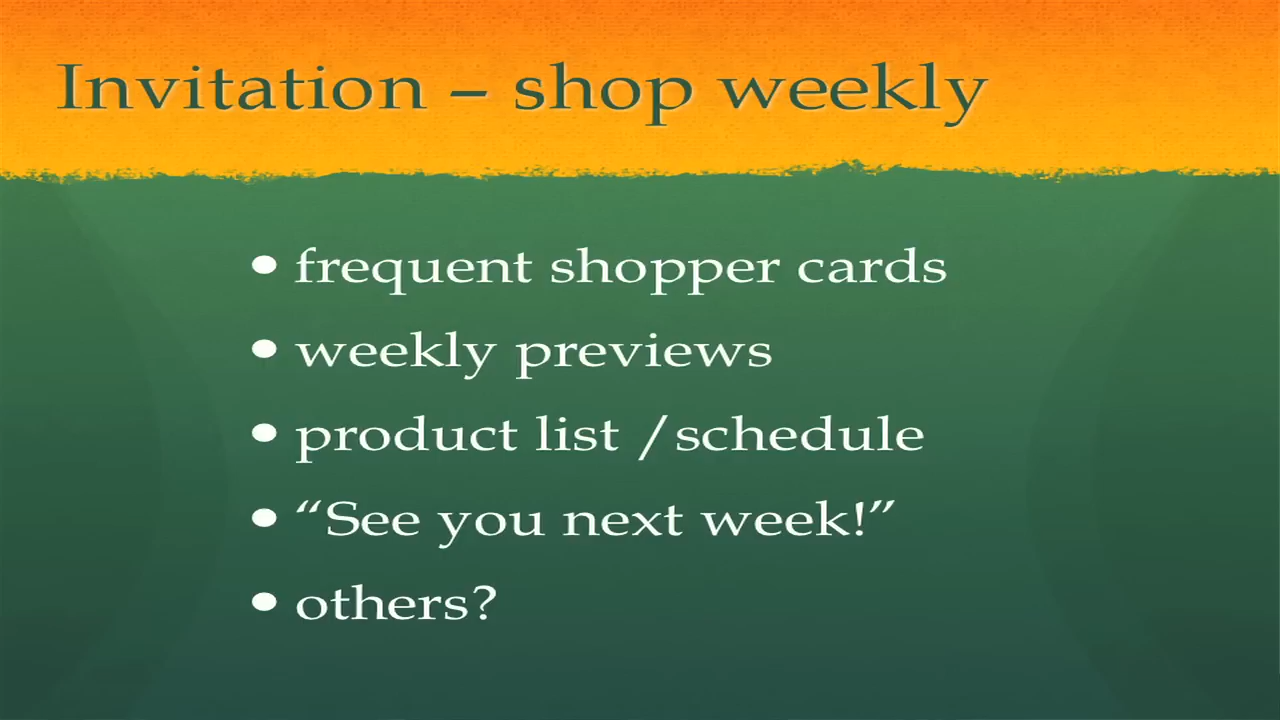 Invitation – shop weekly
• frequent shopper cards
• weekly previews
• product list /schedule
• “See you next week!”
• others?